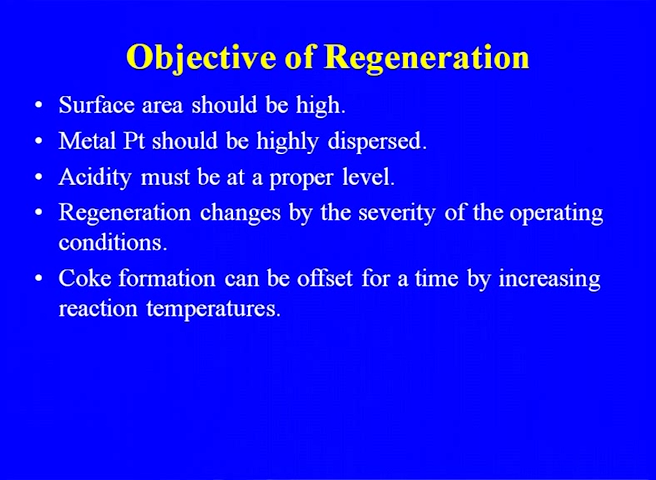 Objective of Regeneration
• Surface area should be high.
• Metal Pt should be highly dispersed.
• Acidity must be at a proper level.
• Regeneration changes by the severity of the operating
conditions.
• Coke formation can be offset for a time by increasing
reaction temperatures.